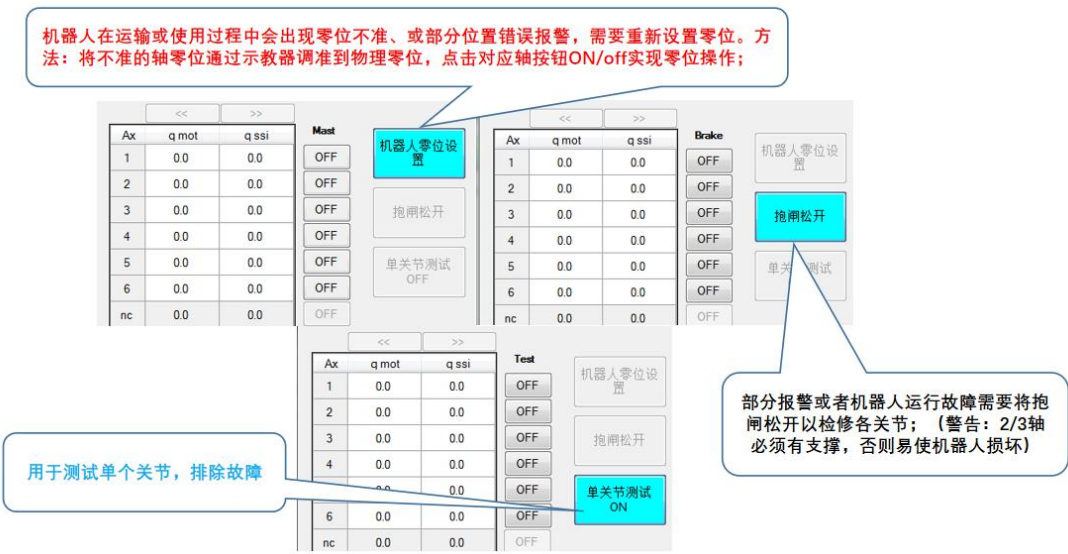 机器人在运输或使用过程中会出现零位不准、或部分位置错误报警，需要重新设置零位。方
法：将不准的轴零位通过示教器调准到物理零位，点击对应轴按钮ON/off实现零位操作；
<< >>
Ax q mot q ssi Mast
1 0.0 0.0 OFF
2 0.0 0.0 OFF
3 0.0 0.0 OFF
4 0.0 0.0 OFF
5 0.0 0.0 OFF
6 0.0 0.0 OFF
nc 0.0 0.0 OFF
机器人零位设
置
抱闸松开
单关节测试
OFF
<< >>
Ax q mot q ssi Brake
1 0.0 0.0 OFF
2 0.0 0.0 OFF
3 0.0 0.0 OFF
4 0.0 0.0 OFF
5 0.0 0.0 OFF
6 0.0 0.0 OFF
nc 0.0 0.0 OFF
机器人零位设
置
抱闸松开
单关 测试
<< >>
Ax q mot q ssi Test
1 0.0 0.0 OFF
2 0.0 0.0 OFF
3 0.0 0.0 OFF
4 0.0 0.0 OFF
0.0 OFF
6 0.0 0.0 OFF
nc 0.0 0.0 OFF
机器人零位设
置
抱闸松开
单关节测试
ON
部分报警或者机器人运行故障需要将抱
闸松开以检修各关节；（警告：2/3轴
必须有支撑，否则易使机器人损坏）
用于测试单个关节，排除故障